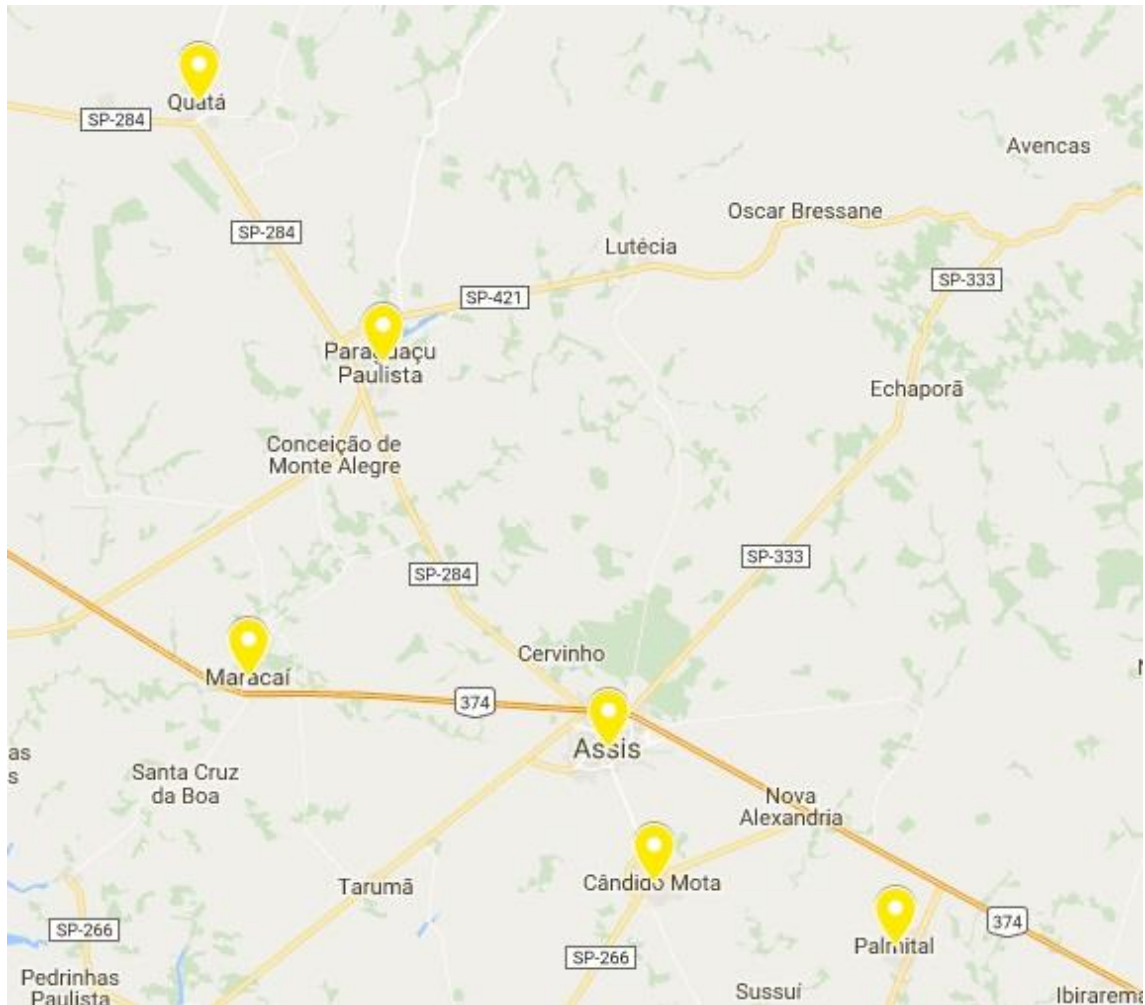 Quatá
SP-284
Avencas
Oscar Bressane
SP-284
Lutécia
SP-333
SP-421
Paraguaçu
Paulista
Echaporã
Conceição de
Monte Alegre
SP-333
SP-284
Cervinho
Maracaí
374
Assis
as
s
Santa Cruz
da Boa
Nova
Alexandria
Tarumã
Cândido Mota
374
SP-266
Palmital
SP-266
Pedrinhas
Paulista
Sussuí
Ibirarema